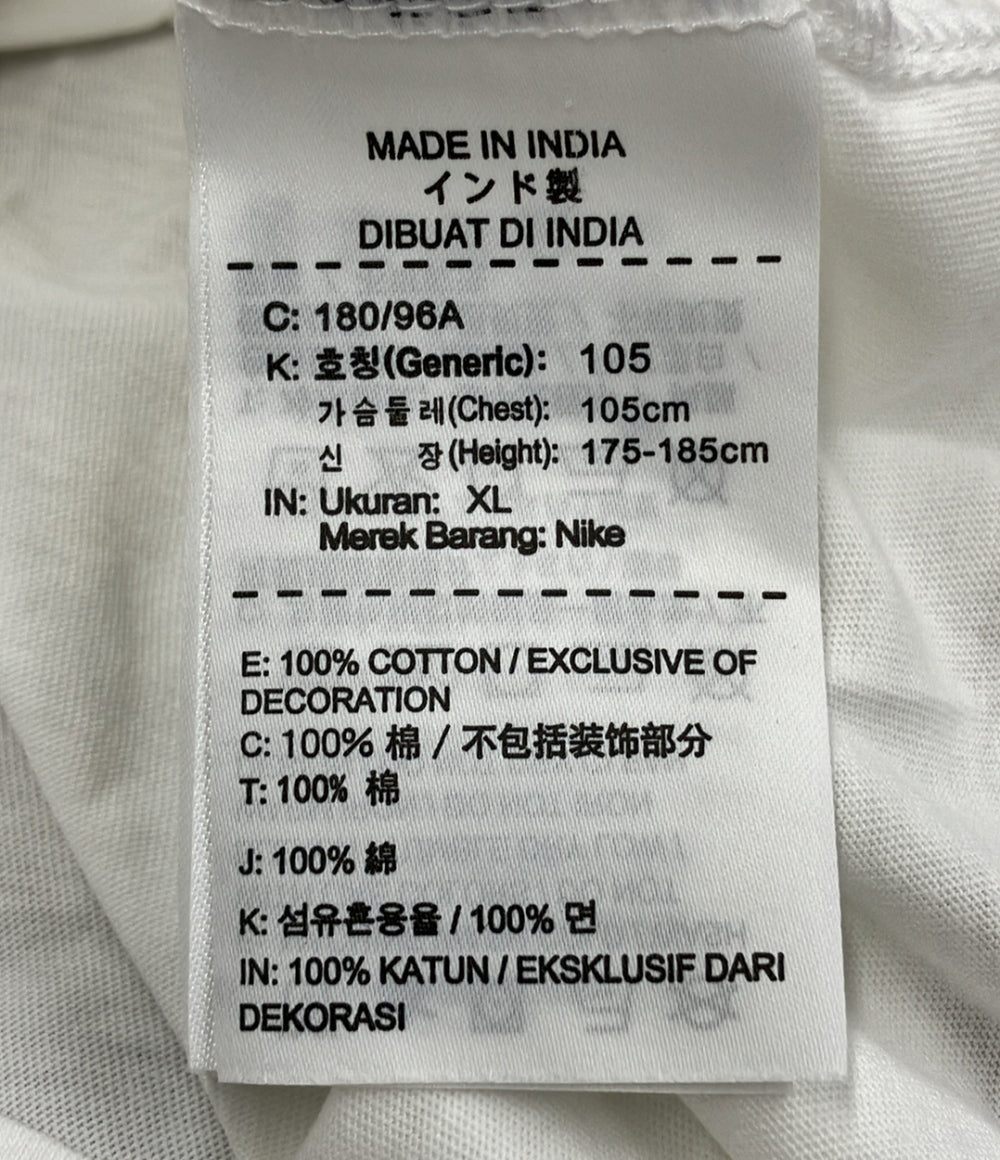 MADE IN INDIA
インド製
DIBUAT DI INDIA
C: 180/96A
K: 호칭(Generic): 105
가슴둘레(Chest): 105cm
신 장(Height): 175-185cm
IN: Ukuran: XL
Merek Barang: Nike
E: 100% COTTON / EXCLUSIVE OF
DECORATION
C: 100% 棉 / 不包括装饰部分
T: 100% 棉
J: 100% 綿
K: 섬유혼용율 / 100% 면
IN: 100% KATUN / EKSKLUSIF DARI
DEKORASI